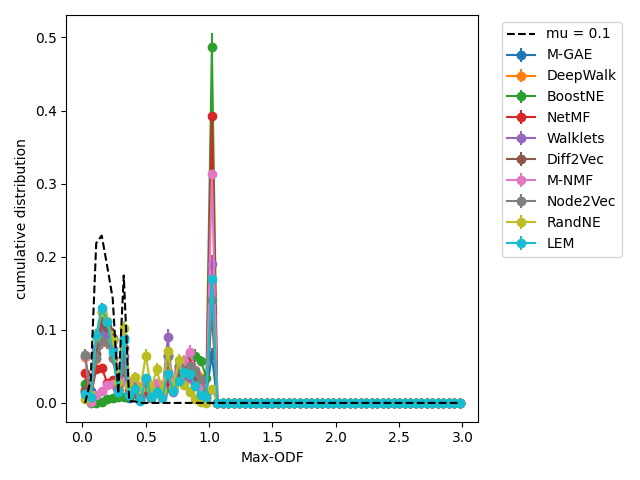 0.5
0.4
0.3
0.2
0.1
0.0
cumulative distribution
0.0 0.5 1.0 1.5 2.0 2.5 3.0
Max-ODF
mu = 0.1
M-GAE
DeepWalk
BoostNE
NetMF
Walklets
Diff2Vec
M-NMF
Node2Vec
RandNE
LEM